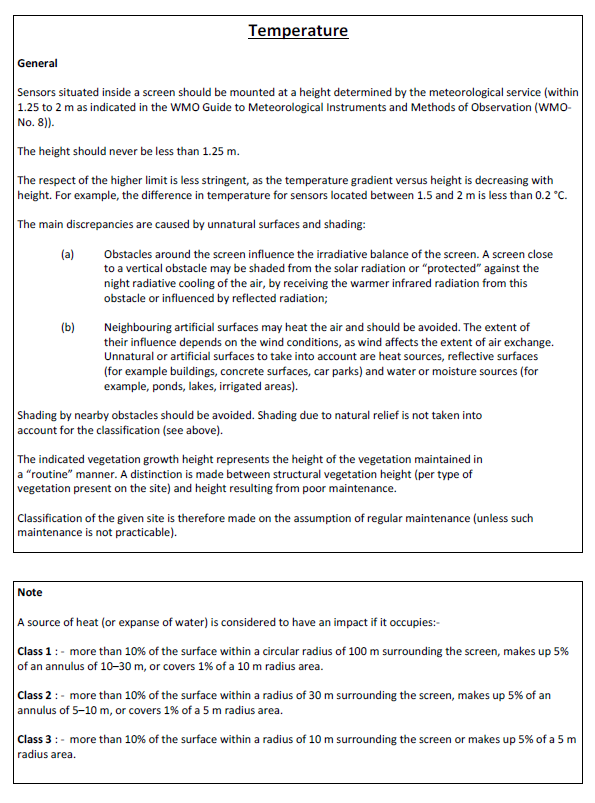 Temperature
General
Sensors situated inside a screen should be mounted at a height determined by the meteorological service (within
1.25 to 2 m as indicated in the WMO Guide to Meteorological Instruments and Methods of Observation (WMO-
No. 8)).
The height should never be less than 1.25 m.
The respect of the higher limit is less stringent, as the temperature gradient versus height is decreasing with
height. For example, the difference in temperature for sensors located between 1.5 and 2 m is less than 0.2 °C.
The main discrepancies are caused by unnatural surfaces and shading:
(a) Obstacles around the screen influence the irradiative balance of the screen. A screen close
to a vertical obstacle may be shaded from the solar radiation or “protected” against the
night radiative cooling of the air, by receiving the warmer infrared radiation from this
obstacle or influenced by reflected radiation;
(b) Neighbouring artificial surfaces may heat the air and should be avoided. The extent of
their influence depends on the wind conditions, as wind affects the extent of air exchange.
Unnatural or artificial surfaces to take into account are heat sources, reflective surfaces
(for example buildings, concrete surfaces, car parks) and water or moisture sources (for
example, ponds, lakes, irrigated areas).
Shading by nearby obstacles should be avoided. Shading due to natural relief is not taken into
account for the classification (see above).
The indicated vegetation growth height represents the height of the vegetation maintained in
a “routine” manner. A distinction is made between structural vegetation height (per type of
vegetation present on the site) and height resulting from poor maintenance.
Classification of the given site is therefore made on the assumption of regular maintenance (unless such
maintenance is not practicable).
Note
A source of heat (or expanse of water) is considered to have an impact if it occupies:-
Class 1 : - more than 10% of the surface within a circular radius of 100 m surrounding the screen, makes up 5%
of an annulus of 10–30 m, or covers 1% of a 10 m radius area.
Class 2 : - more than 10% of the surface within a radius of 30 m surrounding the screen, makes up 5% of an
annulus of 5–10 m, or covers 1% of a 5 m radius area.
Class 3 : - more than 10% of the surface within a radius of 10 m surrounding the screen or makes up 5% of a 5 m
radius area.